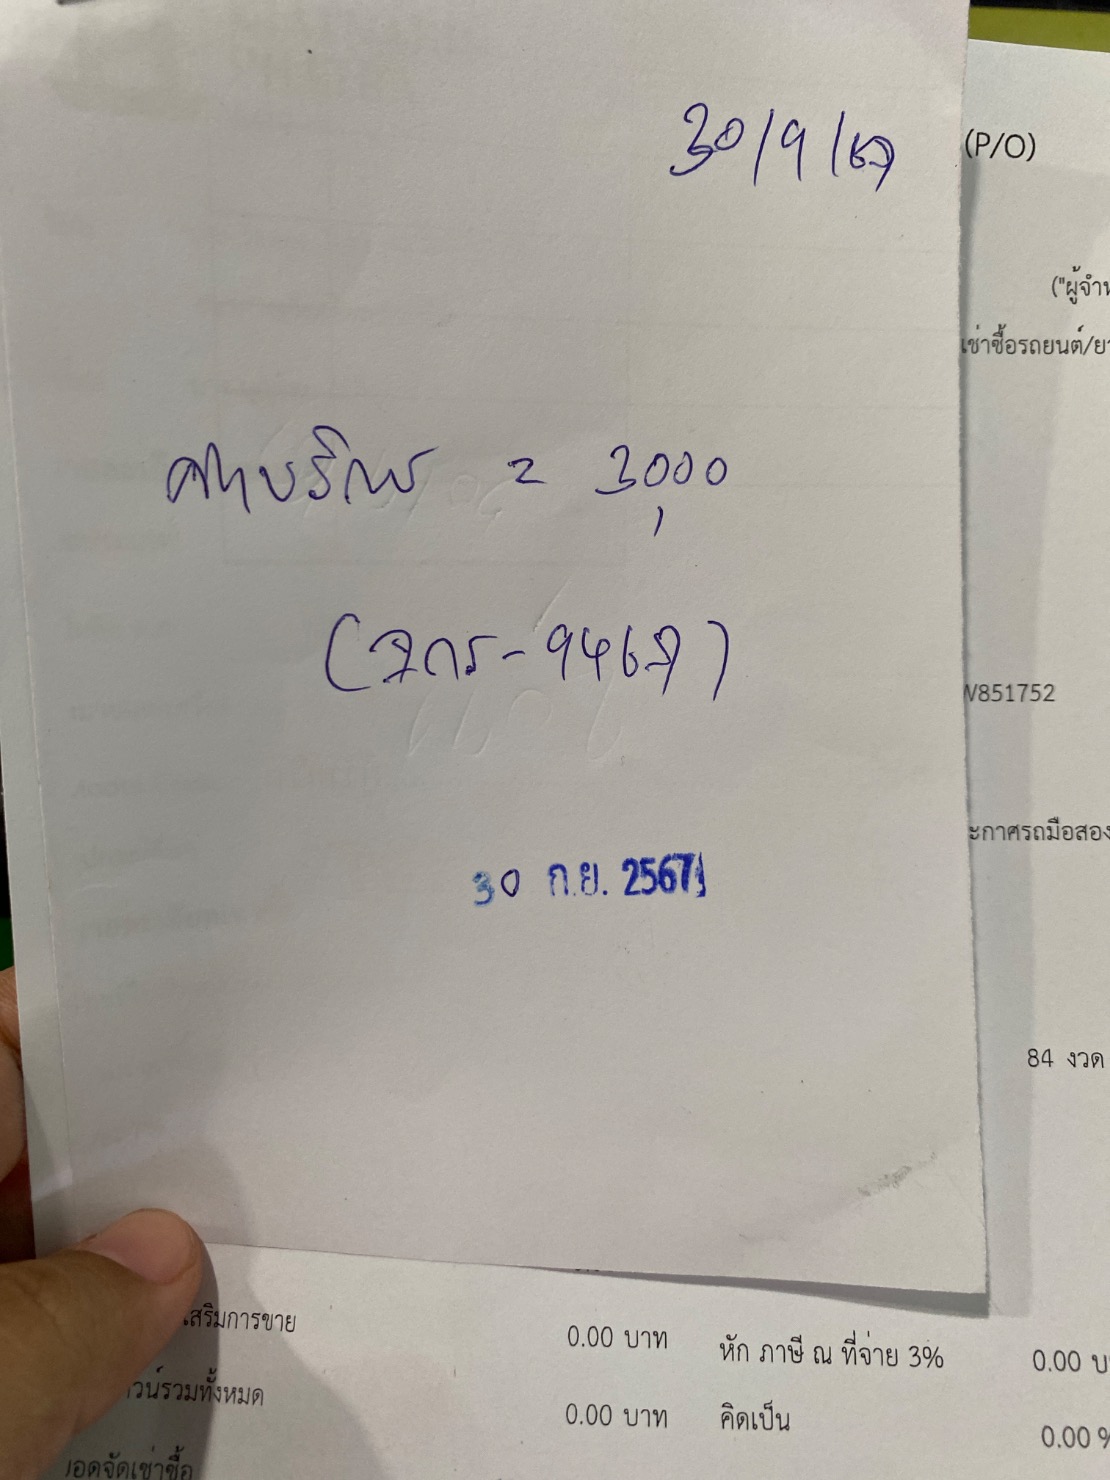 30/9/67
(P/O)
("ผู้จำห
เช่าซื้อรถยนต์/ยา
ค่าบริการ = 3,000
(จกร-9467)
V851752
ะกาศรถมือสอง
30 ก.ย. 2567
84 งวด
เสริมการขาย 0.00 บาท หัก ภาษี ณ ที่จ่าย 3% 0.00 บ
าวน์รวมทั้งหมด 0.00 บาท คิดเป็น 0.00 %
ยอดจัดเช่าซื้อ